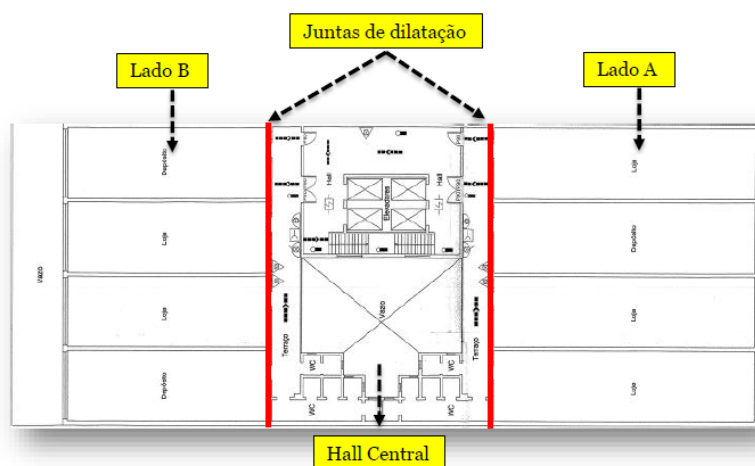 Juntas de dilatação
Lado B
Lado A
Depósito
Loja
Loja
Depósito
Vazio
Hall
Elevadores
Hall
Vazio
Terraço
Terraço
WC
WC
WC
WC
Loja
Depósito
Loja
Loja
Hall Central